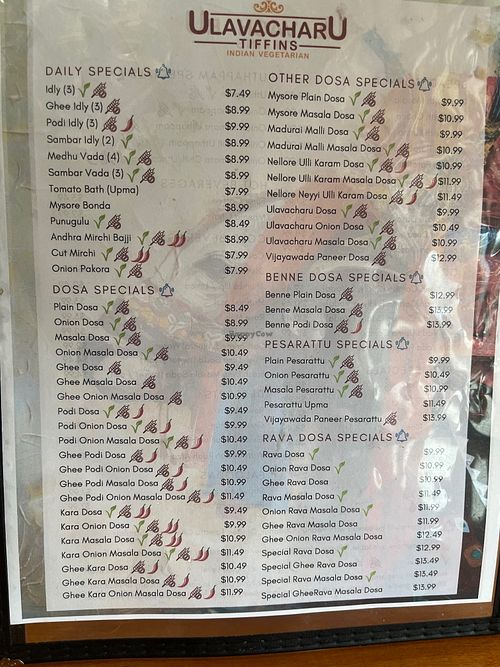 ULAVACHARU
TIFFINS
INDIAN VEGETARIAN
DAILY SPECIALS
Idly (3) $7.49
Ghee Idly (3) $8.99
Podi Idly (3) $9.99
Sambar Idly (2) $8.99
Medhu Vada (4) $8.99
Sambar Vada (3) $8.99
Tomato Bath (Upma) $7.99
Mysore Bonda $8.99
Punugulu $8.49
Andhra Mirchi Bajji $8.99
Cut Mirchi $7.99
Onion Pakora $7.99
DOSA SPECIALS
Plain Dosa $8.49
Onion Dosa $8.99
Masala Dosa $9.99
Onion Masala Dosa $10.49
Ghee Dosa $9.49
Ghee Masala Dosa $10.49
Ghee Onion Masala Dosa $10.99
Podi Dosa $9.49
Podi Onion Dosa $9.99
Podi Onion Masala Dosa $10.49
Ghee Podi Dosa $9.99
Ghee Podi Onion Dosa $10.49
Ghee Podi Masala Dosa $10.99
Ghee Podi Onion Masala Dosa $11.49
Kara Dosa $9.49
Kara Onion Dosa $9.99
Kara Masala Dosa $10.99
Kara Onion Masala Dosa $11.49
Ghee Kara Dosa $10.49
Ghee Kara Masala Dosa $10.99
Ghee Kara Onion Masala Dosa $11.99
OTHER DOSA SPECIALS
Mysore Plain Dosa $9.99
Mysore Masala Dosa $10.99
Madurai Malli Dosa $9.99
Madurai Malli Masala Dosa $10.99
Nellore Ulli Karam Dosa $10.99
Nellore Ulli Karam Masala Dosa $11.99
Nellore Neyyi Ulli Karam Dosa $11.49
Ulavacharu Dosa $9.99
Ulavacharu Onion Dosa $10.49
Ulavacharu Masala Dosa $10.99
Vijayawada Paneer Dosa $12.99
BENNE DOSA SPECIALS
Benne Plain Dosa $12.99
Benne Masala Dosa $13.99
Benne Podi Dosa $13.99
PESARATTU SPECIALS
Plain Pesarattu $9.99
Onion Pesarattu $10.49
Masala Pesarattu $10.99
Pesarattu Upma $11.49
Vijayawada Paneer Pesarattu $13.99
RAVA DOSA SPECIALS
Rava Dosa $9.99
Onion Rava Dosa $10.99
Ghee Rava Dosa $10.99
Rava Masala Dosa $11.49
Onion Rava Masala Dosa $11.99
Ghee Rava Masala Dosa $11.99
Ghee Onion Rava Masala Dosa $12.49
Special Rava Dosa $12.99
Special Ghee Rava Dosa $13.49
Special Rava Masala Dosa $13.49
Special GheeRava Masala Dosa $13.99